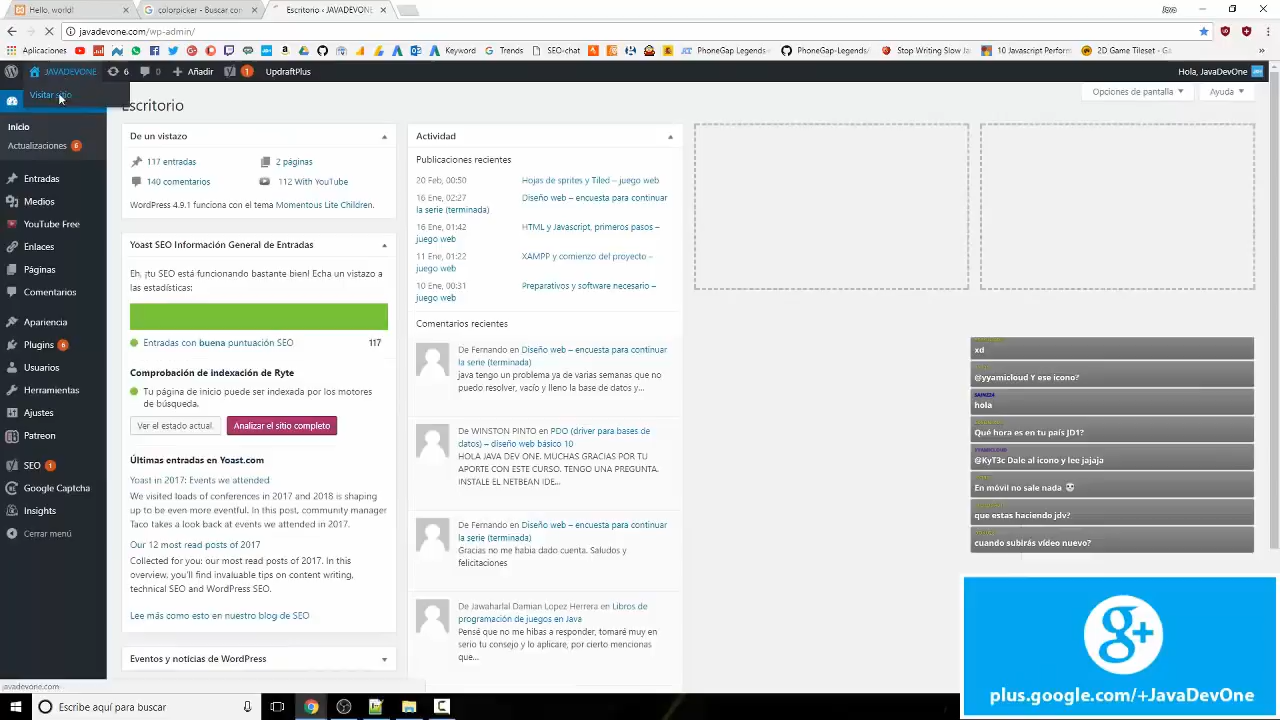 Hello, world!
colorpicker - Buscar con
Escritorio ‹ JAVADEVONE
Java
javadevone.com/wp-admin/
Aplicaciones
Keyword
Trends
SEO-chat
PhoneGap Legends
PhoneGap-Legends/
Stop Writing Slow J
10 Javascript Perform
2D Game Tileset - Ga
JAVADEVONE
6
0
Añadir
1
UpdraftPlus
Hola, JavaDevOne
Visitar sitio
Escritorio
Opciones de pantalla
Ayuda
Inicio
Actualizaciones 6
Entradas
Medios
YouTube Free
Enlaces
Páginas
Comentarios
Apariencia
Plugins 6
Usuarios
Herramientas
Ajustes
Patreon
SEO 1
Google Captcha
Insights
Cerrar menú
De un vistazo
117 entradas
2 páginas
140 comentarios
112 With YouTube
WordPress 4.9.1 funciona con el tema Momentous Lite Children.
Yoast SEO Información General de Entradas
Eh, ¡tu SEO está funcionando bastante bien! Echa un vistazo a
las estadísticas:
Entradas con buena puntuación SEO
117
Comprobación de indexación de Ryte
Tu página de inicio puede ser indexada por los motores
de búsqueda.
Ver el estado actual.
Analizar el sitio completo
Últimas entradas en Yoast.com
Yoast in 2017: Events we attended
We visited loads of conferences in 2017 and 2018 is shaping
up to be even more eventful. In this post, community manager
Taco takes a look back at events we attended in 2017.
Our 12 most read posts of 2017
Collected for you: our most read posts of 2017. In this
overview, you'll find invaluable tips on content writing,
technical SEO and WordPress SEO.
Lee más como esto en nuestro blog de SEO
Eventos y noticias de WordPress
Actividad
Publicaciones recientes
20 Feb, 00:50
Hojas de sprites y Tiled – juego web
16 Ene, 02:27
Diseño web – encuesta para continuar
la serie (terminada)
16 Ene, 01:42
HTML y Javascript, primeros pasos –
juego web
11 Ene, 01:22
XAMPP y comienzo del proyecto –
juego web
10 Ene, 00:31
Preparativos y software necesario –
juego web
Comentarios recientes
De Fernando en Diseño web – encuesta para continuar
la serie (terminada)
java tengo un problema ya de varias semanas que no
puedo resolver, vacío y lleno la base de datos y...
De WINSTON PINTO en PDO (driver para bases de
datos) – diseño web básico 10
HOLA JAVA DEV ONE. MUCHAS GRACIAS POR TU
APORTE CON ESTE CURSO. TENGO UNA PREGUNTA.
INSTALE EL NETBEAN IDE...
De Fernando en Diseño web – encuesta para continuar
la serie (terminada)
Gracias no me habia dado cuenta. Saludos y
felicitaciones
De Jawaharlal Damian Lopez Herrera en Libros de
programación de juegos en Java
Pensé que no me hibas a responder, tomaré muy en
serio tu consejo y lo aplicare, por cierto mencionas
que...
xd
@yyamicloud Y ese icono?
SAINZ24
hola
Qué hora es en tu país JD1?
YYAMICLOUD
@KyT3c Dale al icono y lee jajaja
En móvil no sale nada
que estas haciendo jdv?
cuando subirás vídeo nuevo?
g+
plus.google.com/+JavaDevOne
javadevone.com
Escribe aquí para buscar